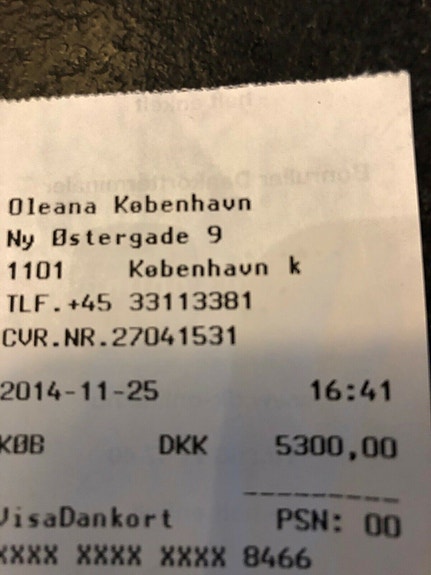 Oleana København
Ny Østergade 9
1101 København k
TLF.+45 33113381
CVR.NR.27041531
2014-11-25 16:41
KØB DKK 5300,00
VisaDankort PSN: 00
XXXX XXXX XXXX 8466